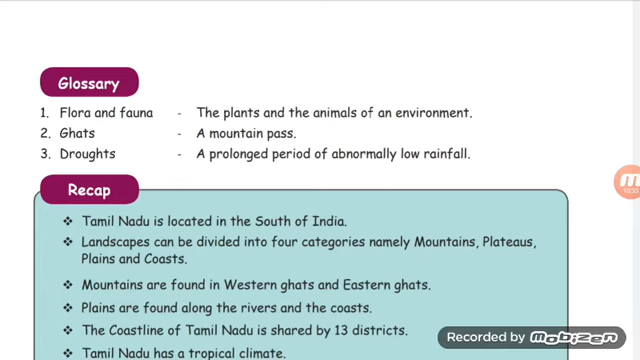 Glossary
1. Flora and fauna - The plants and the animals of an environment.
2. Ghats - A mountain pass.
3. Droughts - A prolonged period of abnormally low rainfall.
Recap
❖ Tamil Nadu is located in the South of India.
❖ Landscapes can be divided into four categories namely Mountains, Plateaus,
Plains and Coasts.
❖ Mountains are found in Western ghats and Eastern ghats.
❖ Plains are found along the rivers and the coasts.
❖ The Coastline of Tamil Nadu is shared by 13 districts.
❖ Tamil Nadu has a tropical climate.
Recorded by mobizen